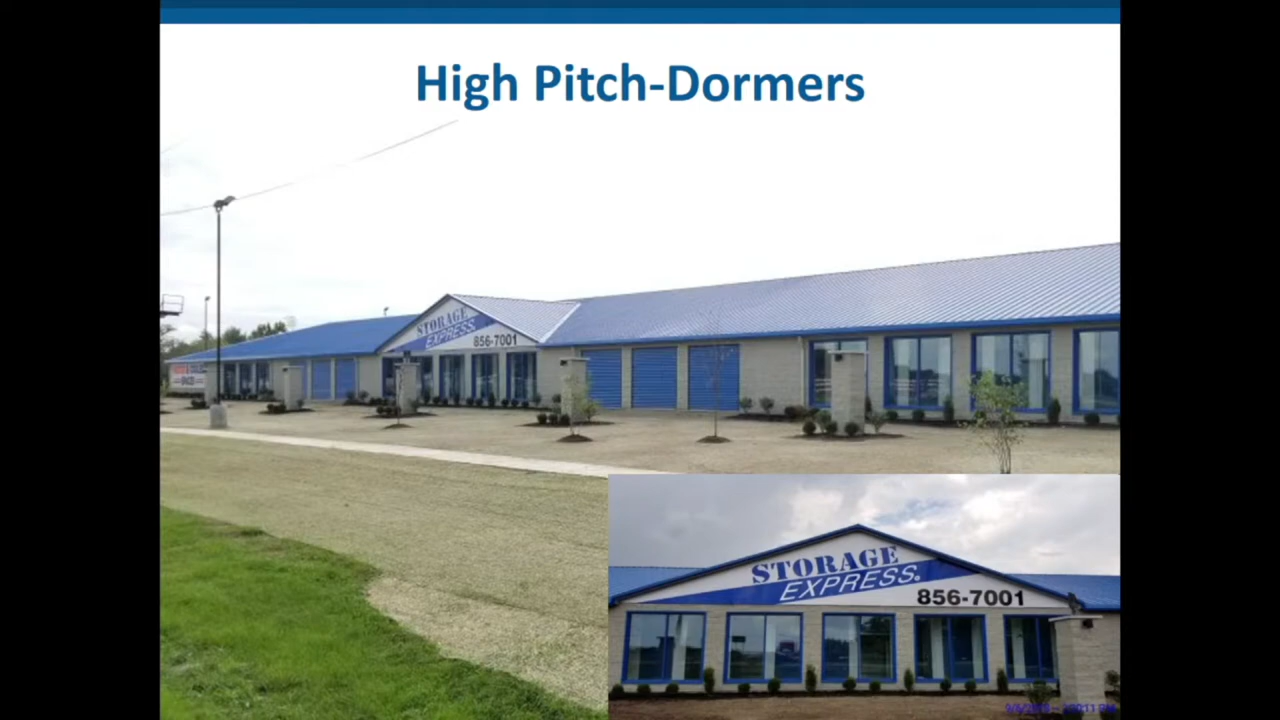 High Pitch-Dormers
STORAGE
EXPRESS
856-7001
STORAGE
EXPRESS®
856-7001